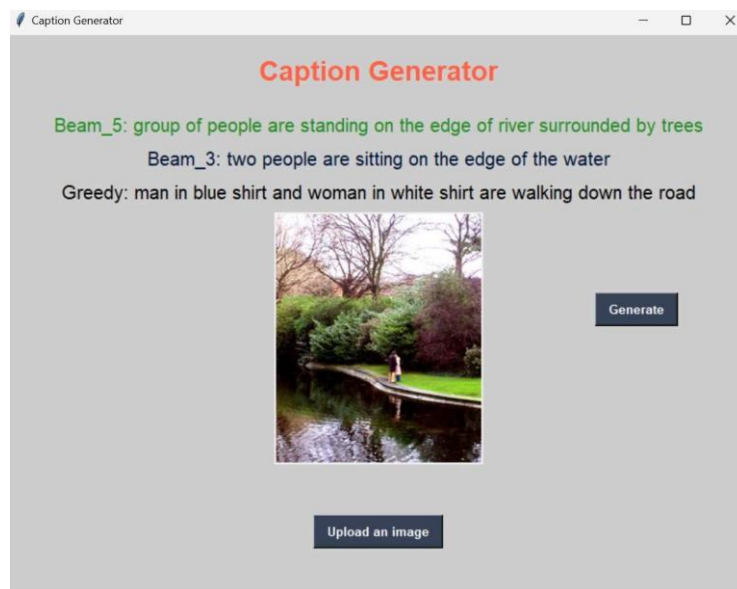 Caption Generator
Caption Generator
Beam_5: group of people are standing on the edge of river surrounded by trees
Beam_3: two people are sitting on the edge of the water
Greedy: man in blue shirt and woman in white shirt are walking down the road
Generate
Upload an image